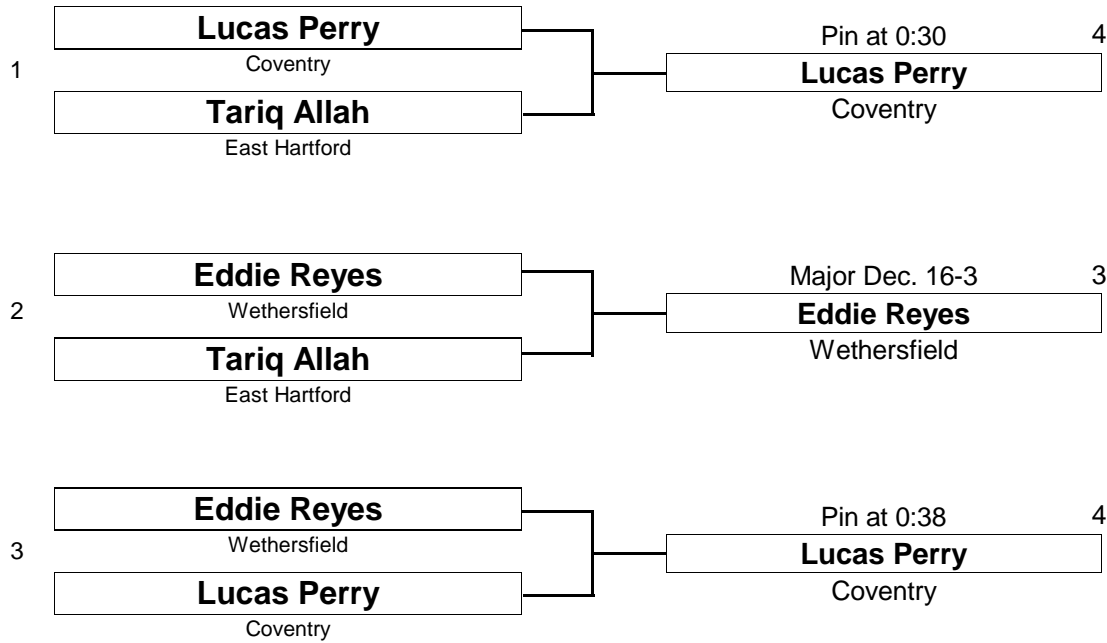 Lucas Perry
Pin at 0:30 4
1
Coventry
Lucas Perry
Tariq Allah
Coventry
East Hartford
Eddie Reyes
Major Dec. 16-3 3
2
Wethersfield
Eddie Reyes
Tariq Allah
Wethersfield
East Hartford
Eddie Reyes
Pin at 0:38 4
3
Wethersfield
Lucas Perry
Lucas Perry
Coventry
Coventry